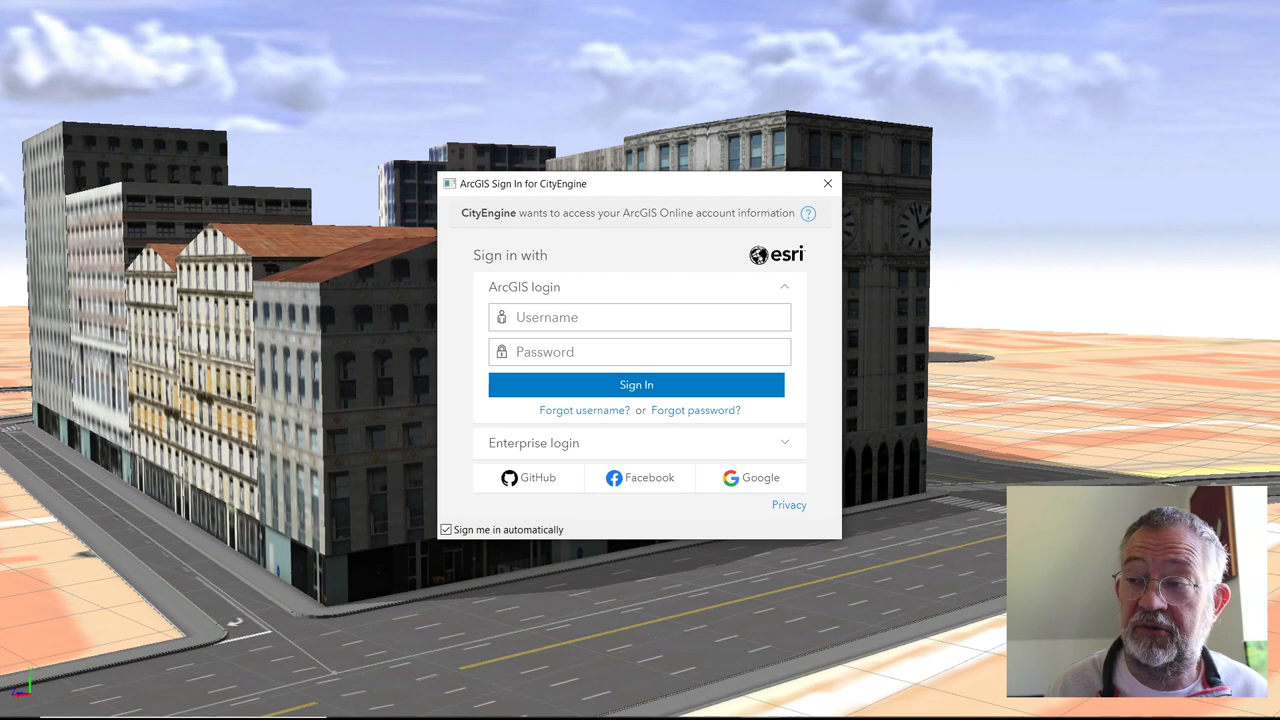 ArcGIS Sign In for CityEngine
CityEngine wants to access your ArcGIS Online account information ?
Sign in with
esri
ArcGIS login
Username
Password
Sign In
Forgot username? or Forgot password?
Enterprise login
GitHub Facebook Google
Privacy
Sign me in automatically